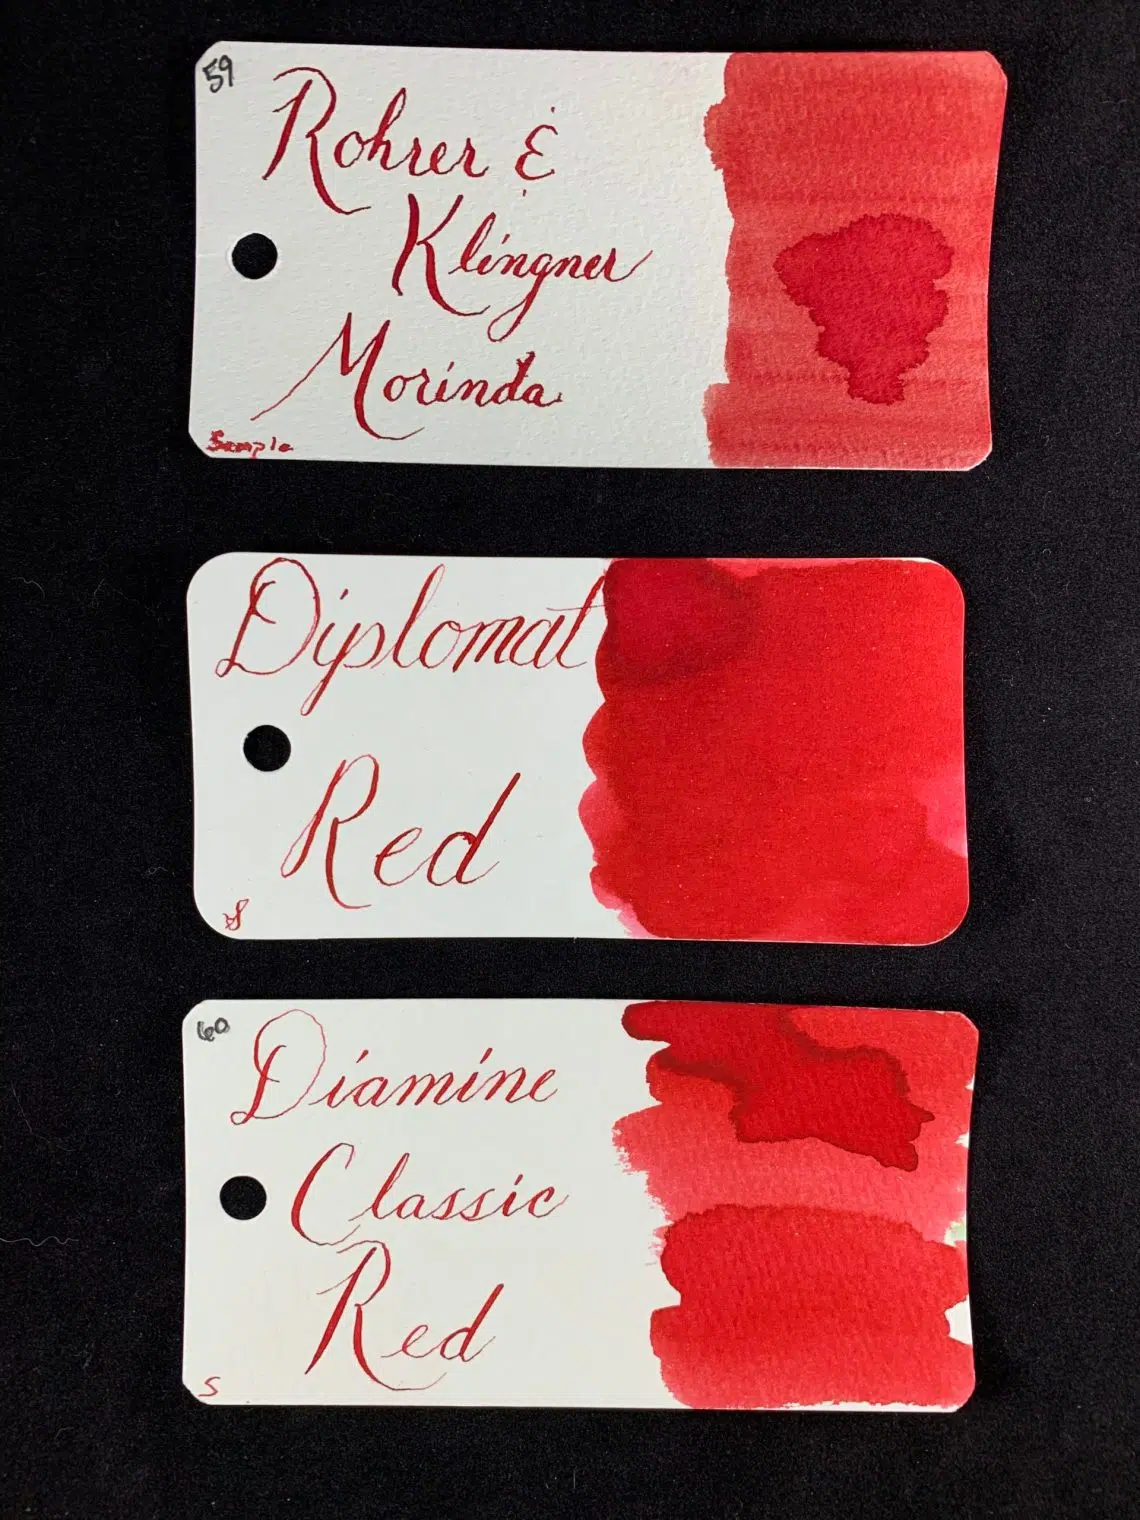 59
Rohrer &
Klingner
Morinda
Sample
Diplomat
Red
S
60
Diamine
Classic
Red
S